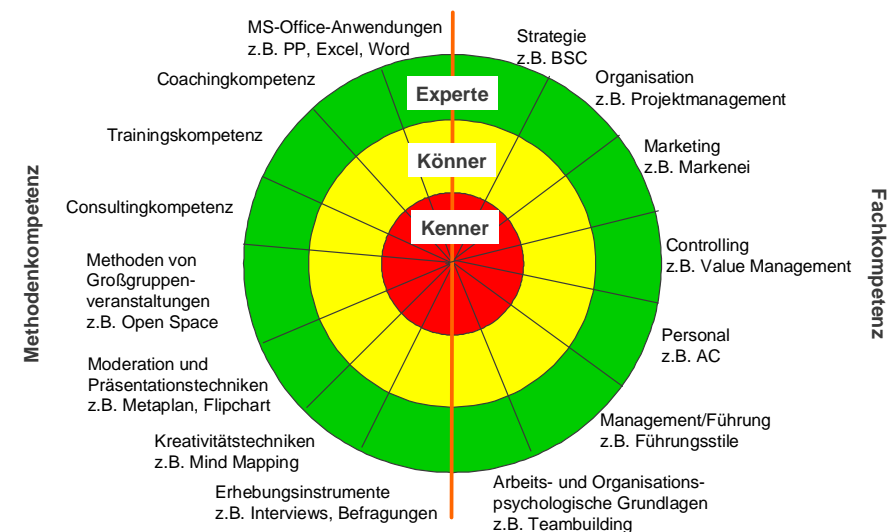 MS-Office-Anwendungen
z.B. PP, Excel, Word
Coachingkompetenz
Trainingskompetenz
Consultingkompetenz
Methoden von
Großgruppen-
veranstaltungen
z.B. Open Space
Moderation und
Präsentationstechniken
z.B. Metaplan, Flipchart
Kreativitätstechniken
z.B. Mind Mapping
Erhebungsinstrumente
z.B. Interviews, Befragungen
Methodenkompetenz
Experte
Könner
Kenner
Strategie
z.B. BSC
Organisation
z.B. Projektmanagement
Marketing
z.B. Markenei
Controlling
z.B. Value Management
Personal
z.B. AC
Management/Führung
z.B. Führungsstile
Arbeits- und Organisations-
psychologische Grundlagen
z.B. Teambuilding
Fachkompetenz